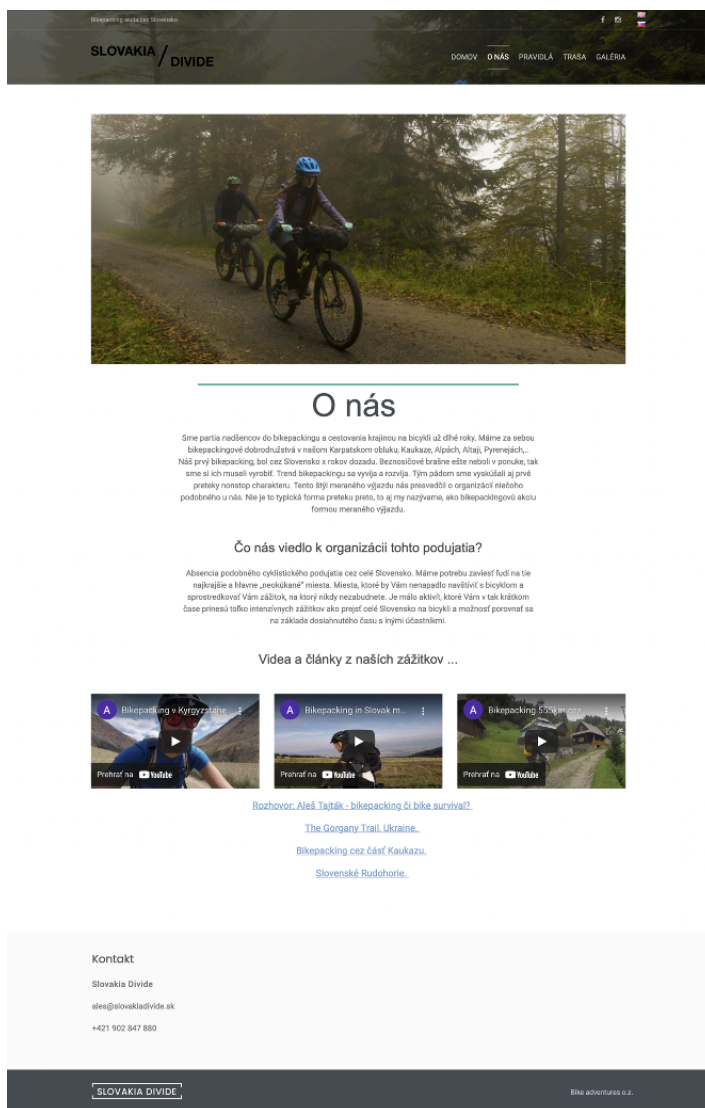 Bikepacking akcia cez Slovensko
SLOVAKIA / DIVIDE
DOMOV O NÁS PRAVIDLÁ TRASA GALÉRIA
O nás
Sme partia nadšencov do bikepackingu a cestovania krajinou na bicykli už dlhé roky. Máme za sebou
bikepackingové dobrodružstvá v našom Karpatskom obluku, Kaukaze, Alpách, Altaji, Pyrenejách,..
Náš prvý bikepacking, bol cez Slovensko x rokov dozadu. Beznosičové brašne ešte neboli v ponuke, tak
sme si ich museli vyrobiť. Trend bikepackingu sa vyvíja a rozvíja. Tým pádom sme vyskúšali aj prvé
preteky nonstop charakteru. Tento štýl meraného výjazdu nás presvedčil o organizácií niečoho
podobného u nás. Nie je to typická forma preteku preto, to aj my nazývame, ako bikepackingovú akciu
formou meraného výjazdu.
Čo nás viedlo k organizácii tohto podujatia?
Absencia podobného cyklistického podujatia cez celé Slovensko. Máme potrebu zaviesť ľudí na tie
najkrajšie a hlavne „neokúkané“ miesta. Miesta, ktoré by Vám nenapadlo navštíviť s bicyklom a
sprostredkovať Vám zážitok, na ktorý nikdy nezabudnete. Je málo aktivít, ktoré Vám v tak krátkom
čase prinesú toľko intenzívnych zážitkov ako prejsť celé Slovensko na bicykli a možnosť porovnať sa
na základe dosiahnutého času s inými účastníkmi.
Videa a články z naších zážitkov ...
A Bikepacking v Kyrgyzstane
A Bikepacking in Slovak m...
A Bikepacking 555km cez
Prehrať na YouTube
Prehrať na YouTube
Prehrať na YouTube
Rozhovor: Aleš Tajták - bikepacking či bike survival?
The Gorgany Trail, Ukraine.
Bikepacking cez časť Kaukazu.
Slovenské Rudohorie.
Kontakt
Slovakia Divide
ales@slovakiadivide.sk
+421 902 847 880
SLOVAKIA DIVIDE
Bike adventures o.z.